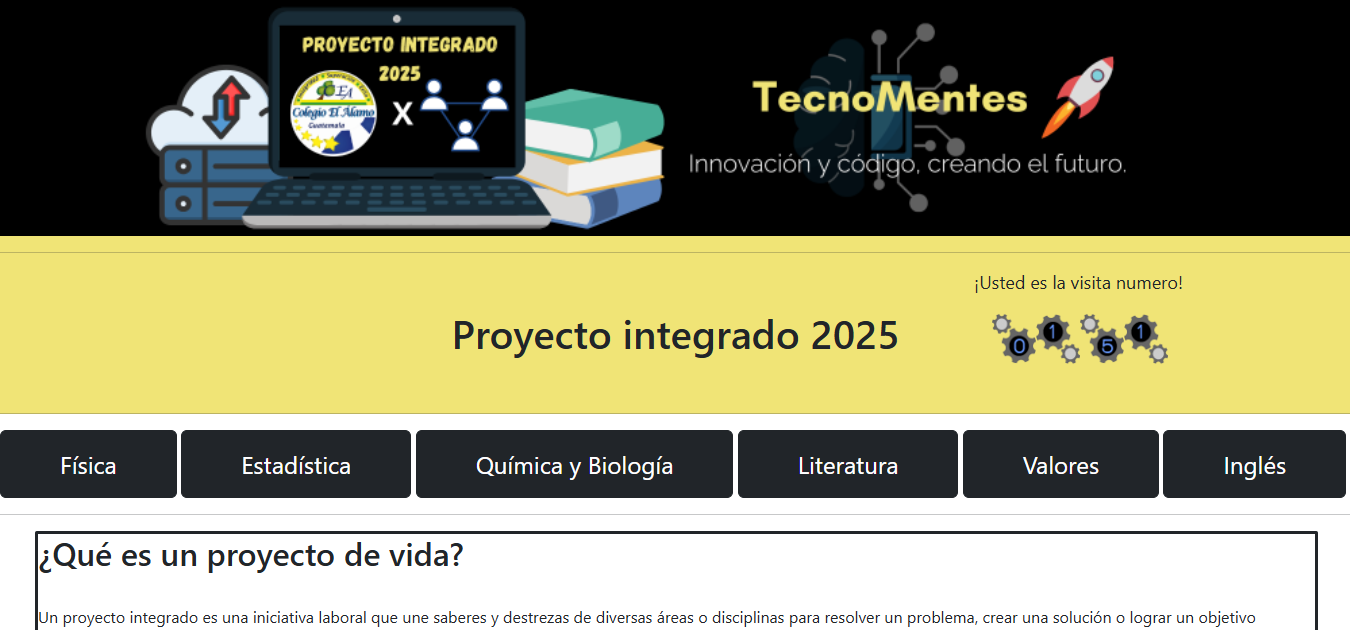 PROYECTO INTEGRADO
2025
EA
Colegio El Alamo
Guatemala
X
TecnoMentes
Innovación y código, creando el futuro.
¡Usted es la visita numero!
0 1 5 1
Proyecto integrado 2025
Física
Estadística
Química y Biología
Literatura
Valores
Inglés
¿Qué es un proyecto de vida?
Un proyecto integrado es una iniciativa laboral que une saberes y destrezas de diversas áreas o disciplinas para resolver un problema, crear una solución o lograr un objetivo